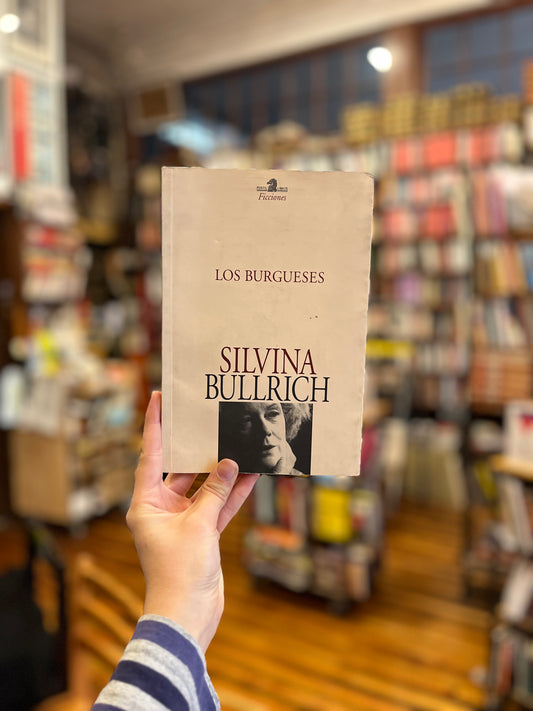 Ficciones
LOS BURGUESES
SILVINA
BULLRICH